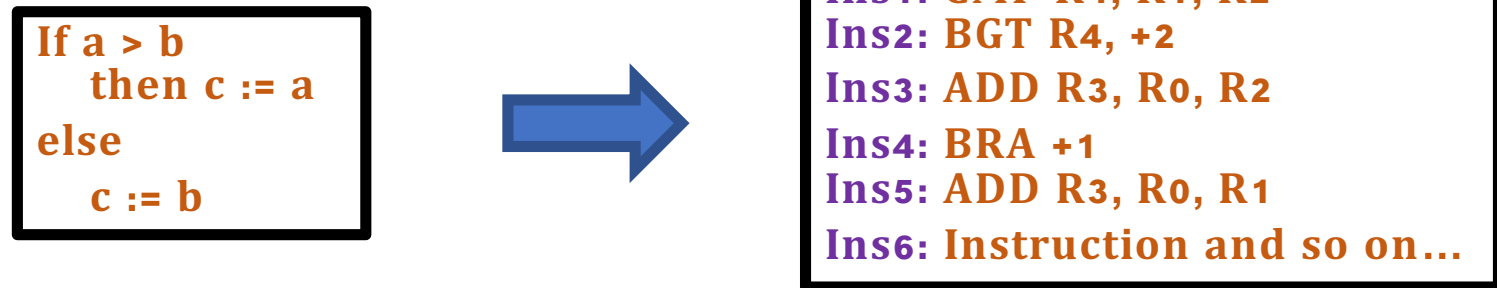 If a > b
then c := a
else
c := b
Ins2: BGT R4, +2
Ins3: ADD R3, R0, R2
Ins4: BRA +1
Ins5: ADD R3, R0, R1
Ins6: Instruction and so on...